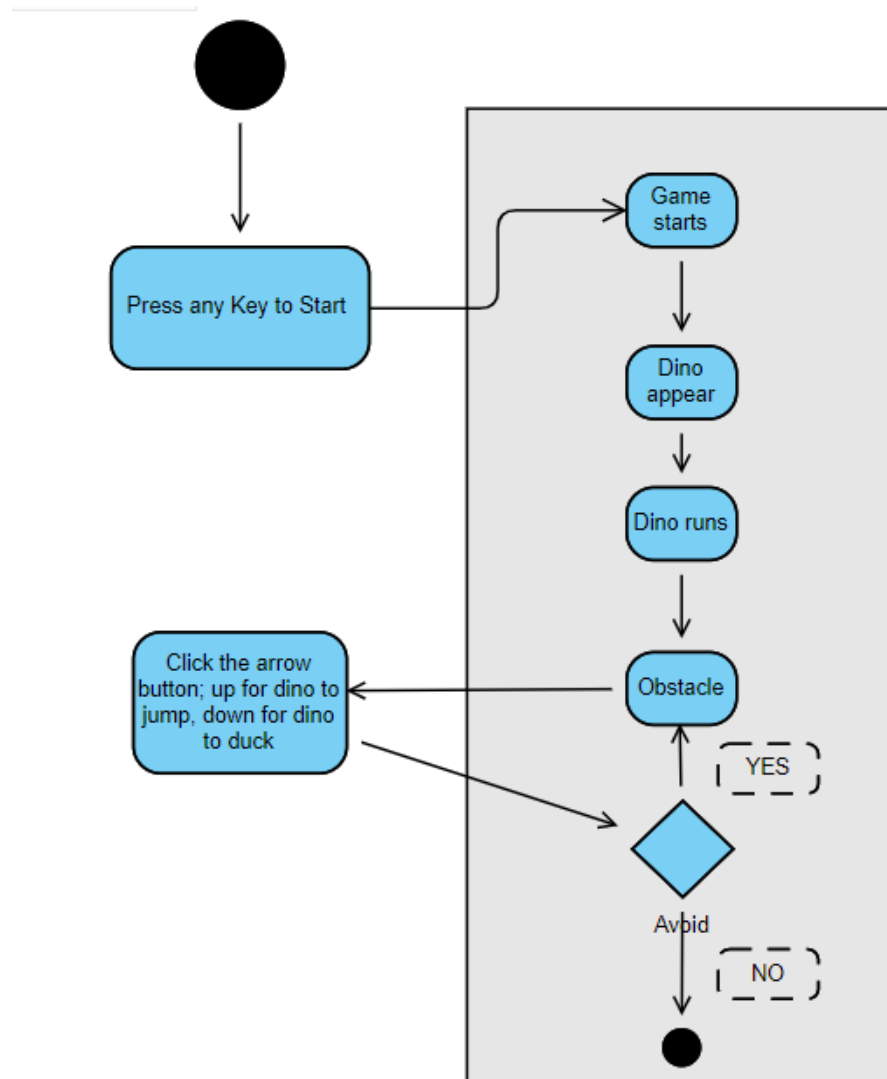 Game
starts
Press any Key to Start
Dino
appear
Dino runs
Click the arrow
button; up for dino to
jump, down for dino
to duck
Obstacle
YES
Avoid
NO